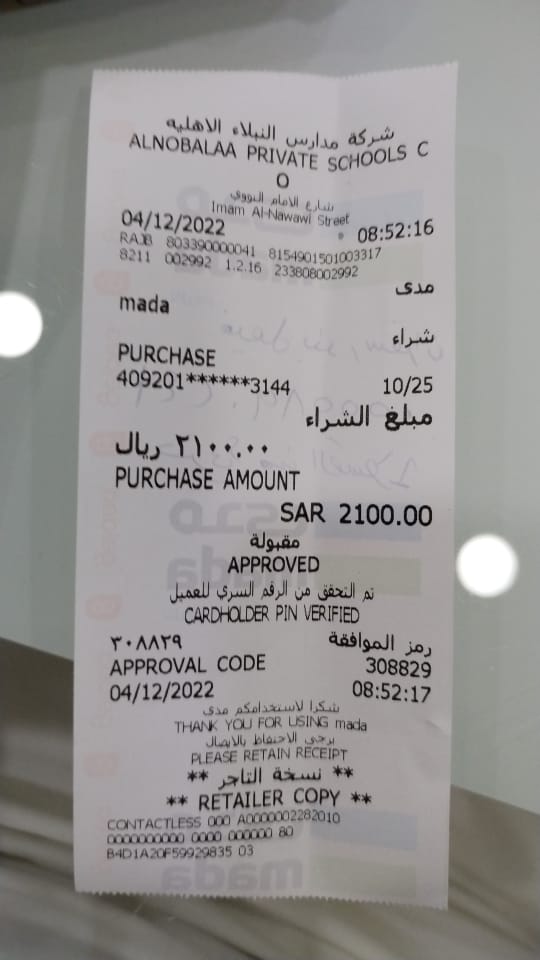 شركة مدارس النبلاء الاهليه
ALNOBALAA PRIVATE SCHOOLS C
O
شارع الامام النووي
Imam Al-Nawawi Street
04/12/2022 08:52:16
RAJB 803390000041 8154901501003317
8211 002992 1.2.16 233808002992
مدى
mada
شراء
PURCHASE
409201******3144 10/25
مبلغ الشراء
٢١٠٠.٠٠ ريال
PURCHASE AMOUNT
SAR 2100.00
مقبولة
APPROVED
تم التحقق من الرقم السري للعميل
CARDHOLDER PIN VERIFIED
رمز الموافقة ٣٠٨٨٢٩
APPROVAL CODE 308829
04/12/2022 08:52:17
شكرا لاستخدامكم مدى
THANK YOU FOR USING mada
يرجى الاحتفاظ بالايصال
PLEASE RETAIN RECEIPT
** نسخة التاجر **
** RETAILER COPY **
CONTACTLESS 000 A0000002282010
0000000000 0000 000000 80
B4D1A20F59929835 03